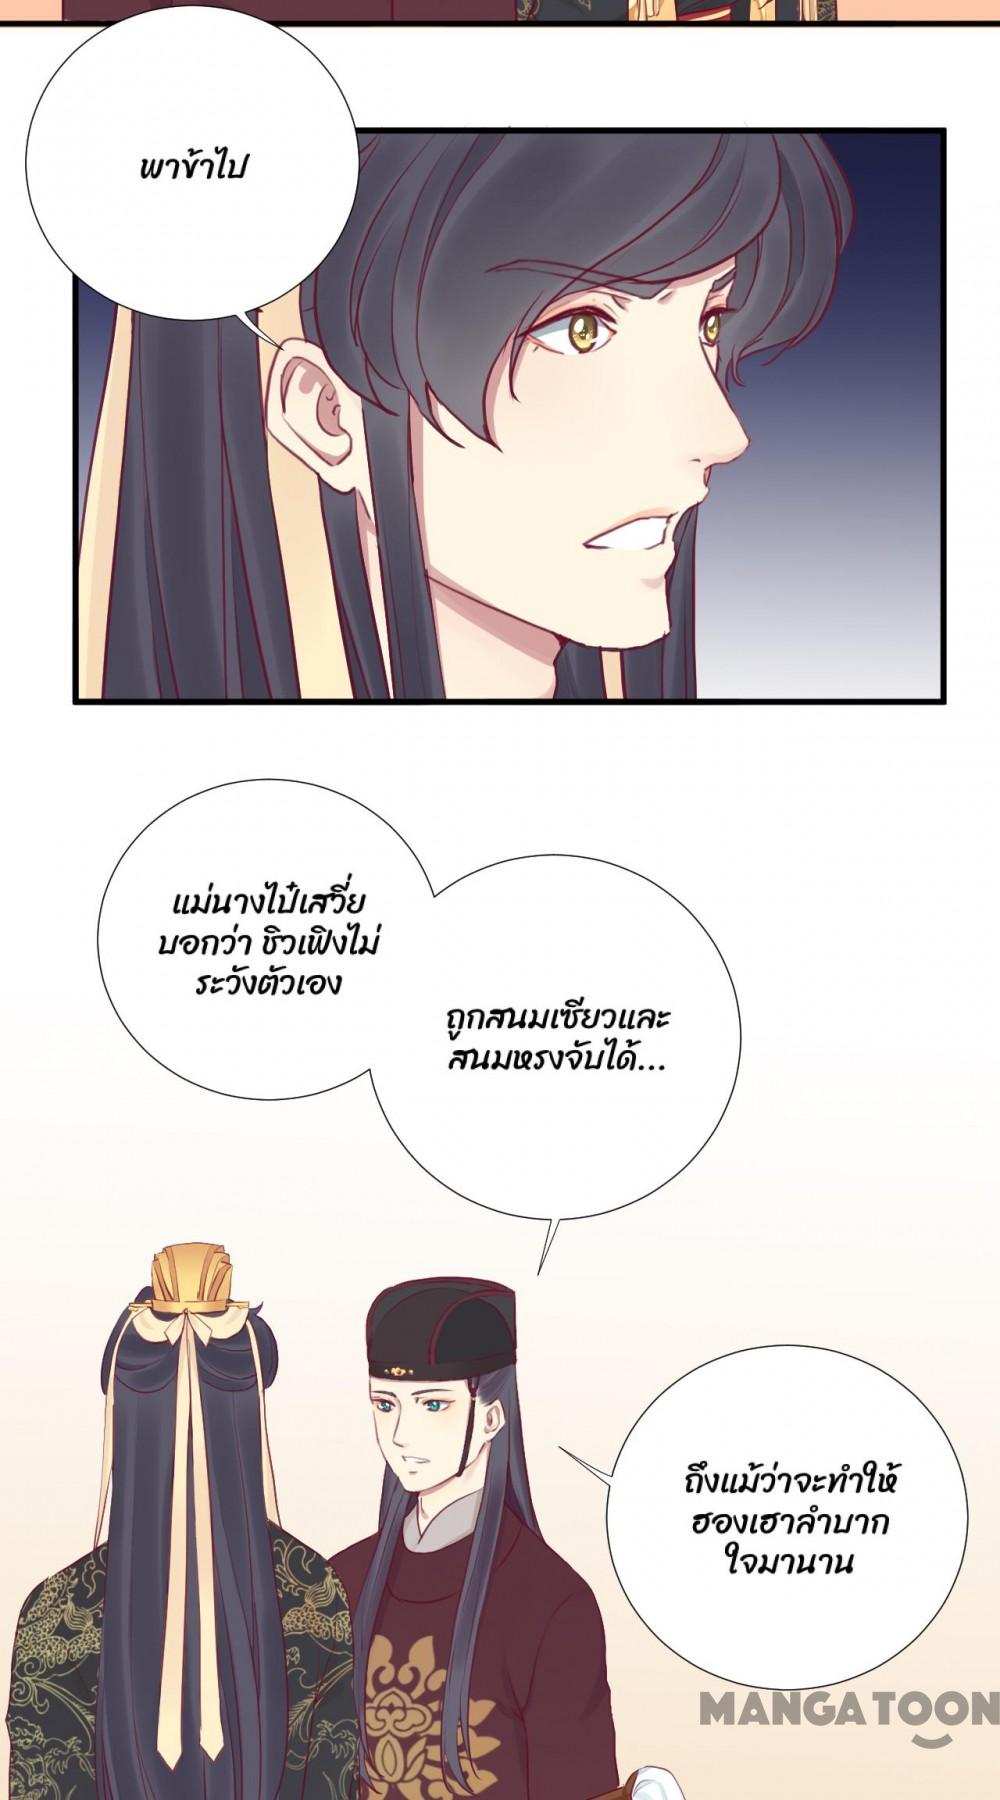 พาข้าไป
แม่นางไป๋เสวี่ย
บอกว่า ชิวเฟิงไม่
ระวังตัวเอง
ถูกสนมเซียวและ
สนมหรงจับได้...
ถึงแม้ว่าจะทำให้
ฮองเฮาลำบาก
ใจมานาน
MANGATOON